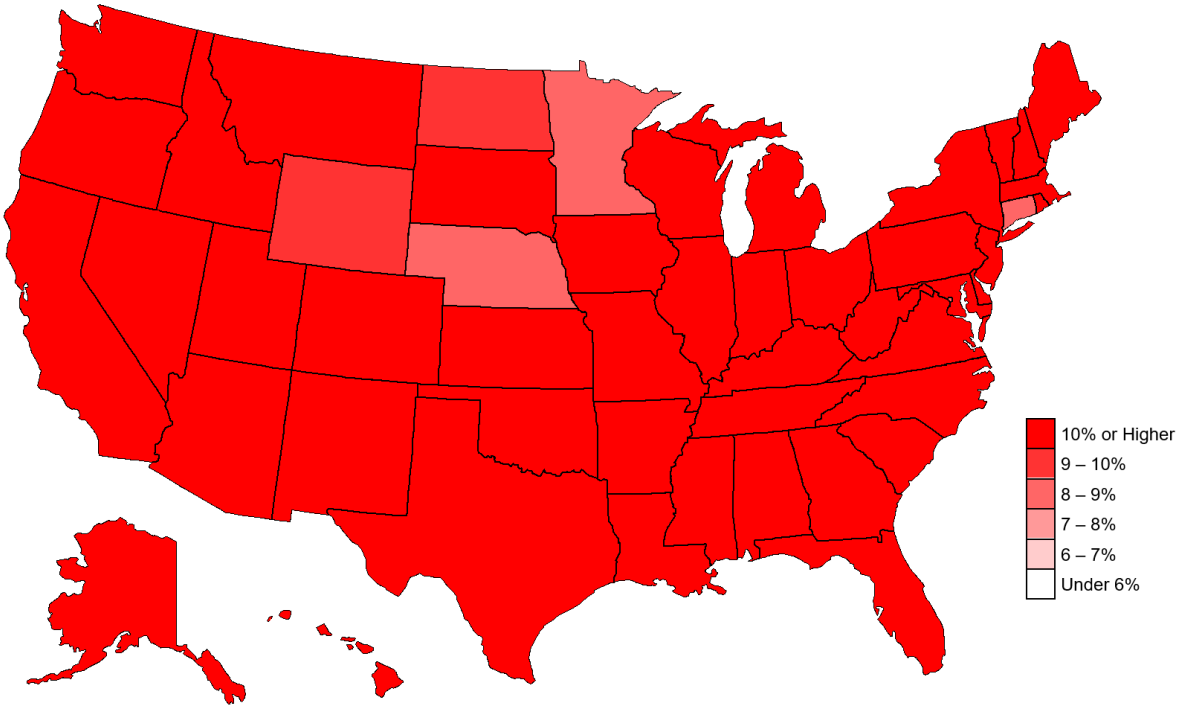 10% or Higher
9 – 10%
8 – 9%
7 – 8%
6 – 7%
Under 6%